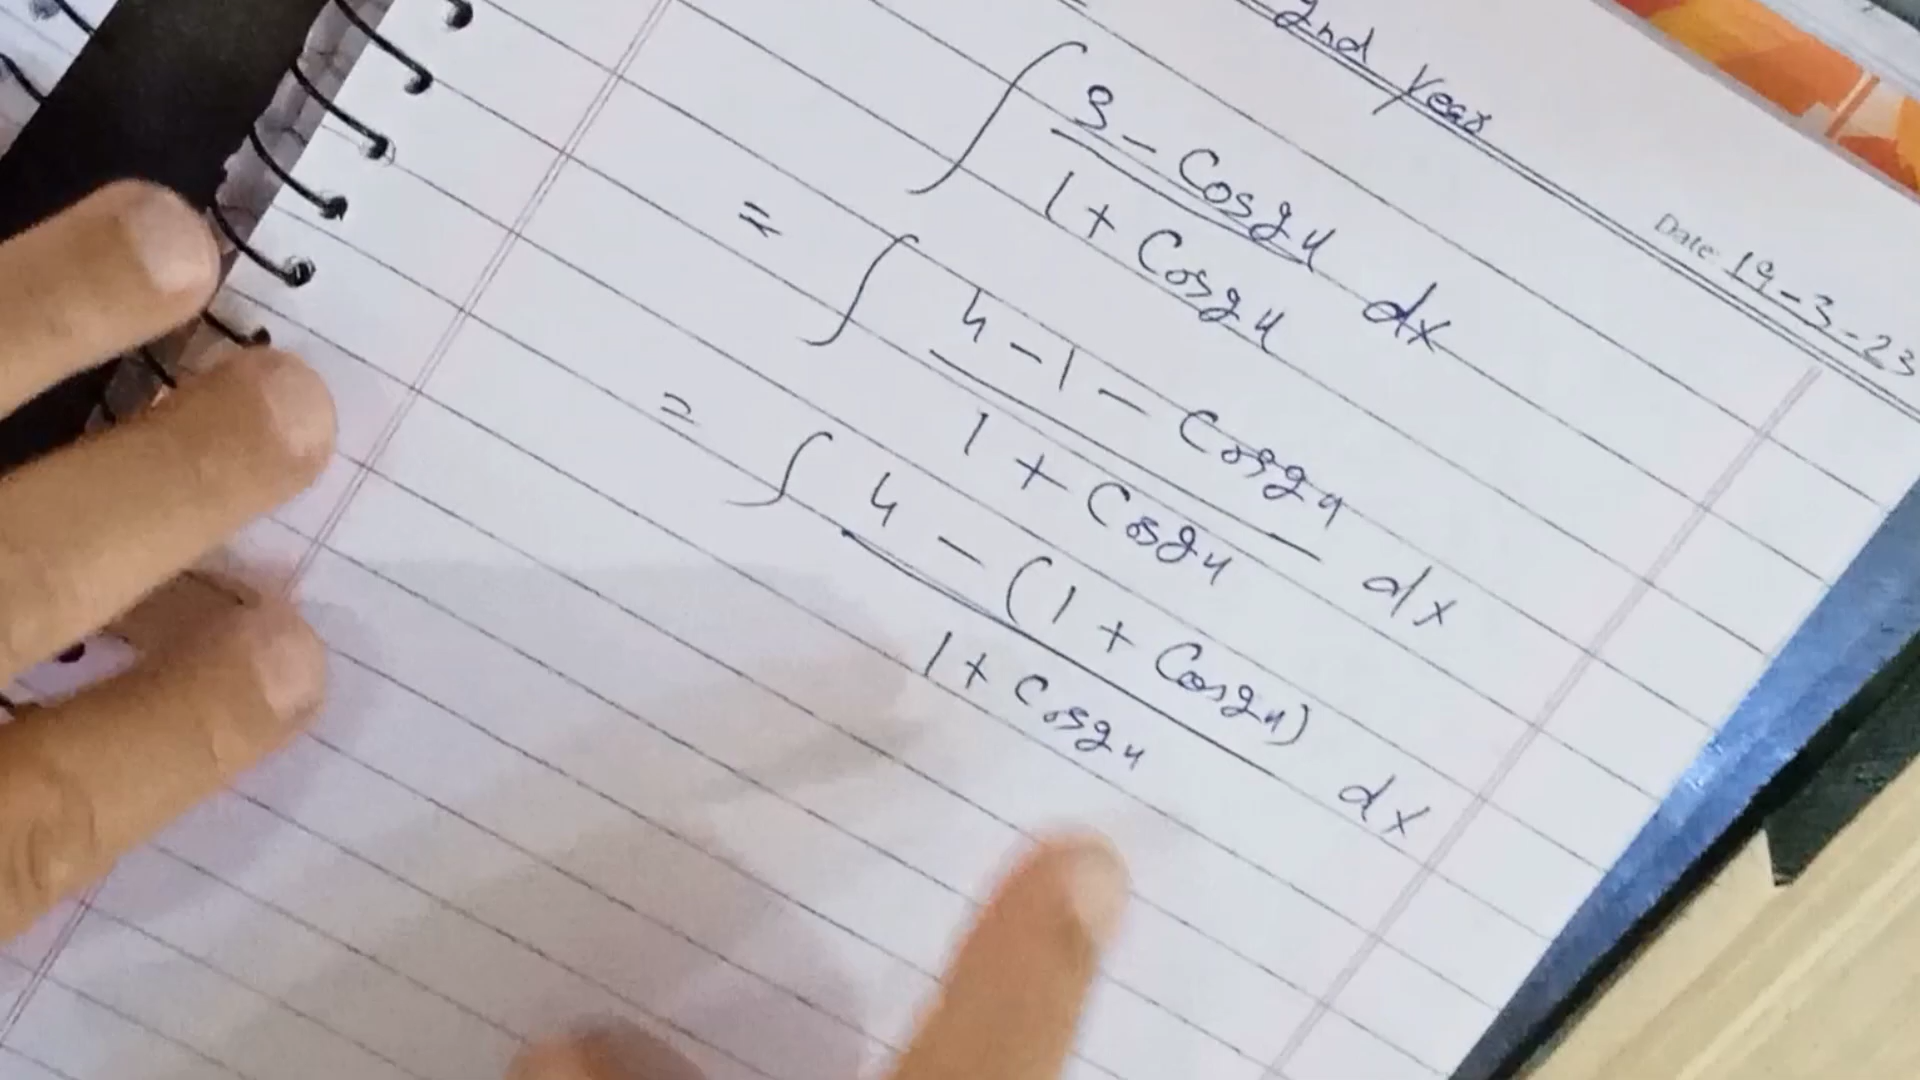 2nd Year
Date: 19-3-23
∫ 3 - Cos2x / 1 + Cos2x dx
= ∫ 4 - 1 - Cos2x / 1 + Cos2x dx
= ∫ 4 - (1 + Cos2x) / 1 + Cos2x dx